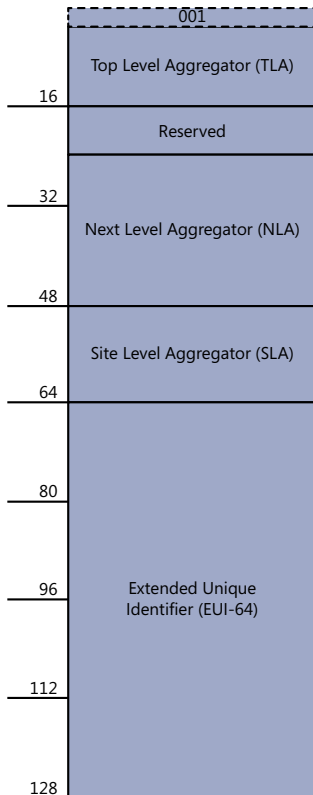 001
Top Level Aggregator (TLA)
16
Reserved
32
Next Level Aggregator (NLA)
48
Site Level Aggregator (SLA)
64
80
96
Extended Unique
Identifier (EUI-64)
112
128